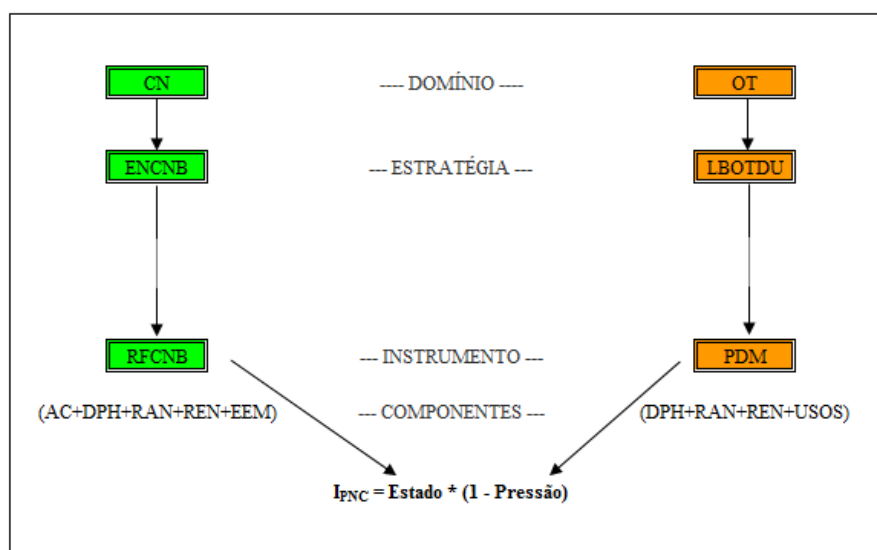 CN ---- DOMÍNIO ---- OT
ENCNB --- ESTRATÉGIA --- LBOTDU
RFCNB --- INSTRUMENTO --- PDM
(AC+DPH+RAN+REN+EEM) --- COMPONENTES --- (DPH+RAN+REN+USOS)
I_PNC = Estado * (1 - Pressão)